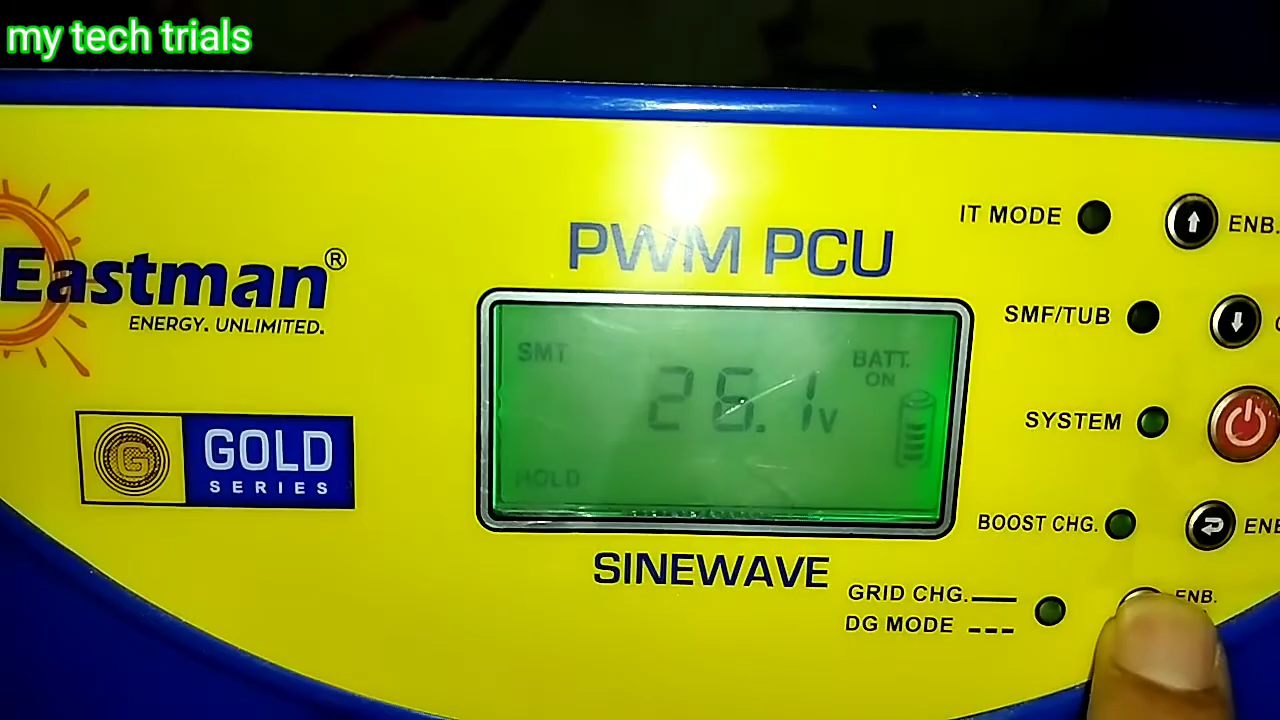 my tech trials
Eastman®
ENERGY. UNLIMITED.
G GOLD
SERIES
PWM PCU
SMT
BATT.
ON
26.1V
HOLD
SINEWAVE
IT MODE
ENB.
SMF/TUB
SYSTEM
BOOST CHG.
GRID CHG.
ENB.
DG MODE